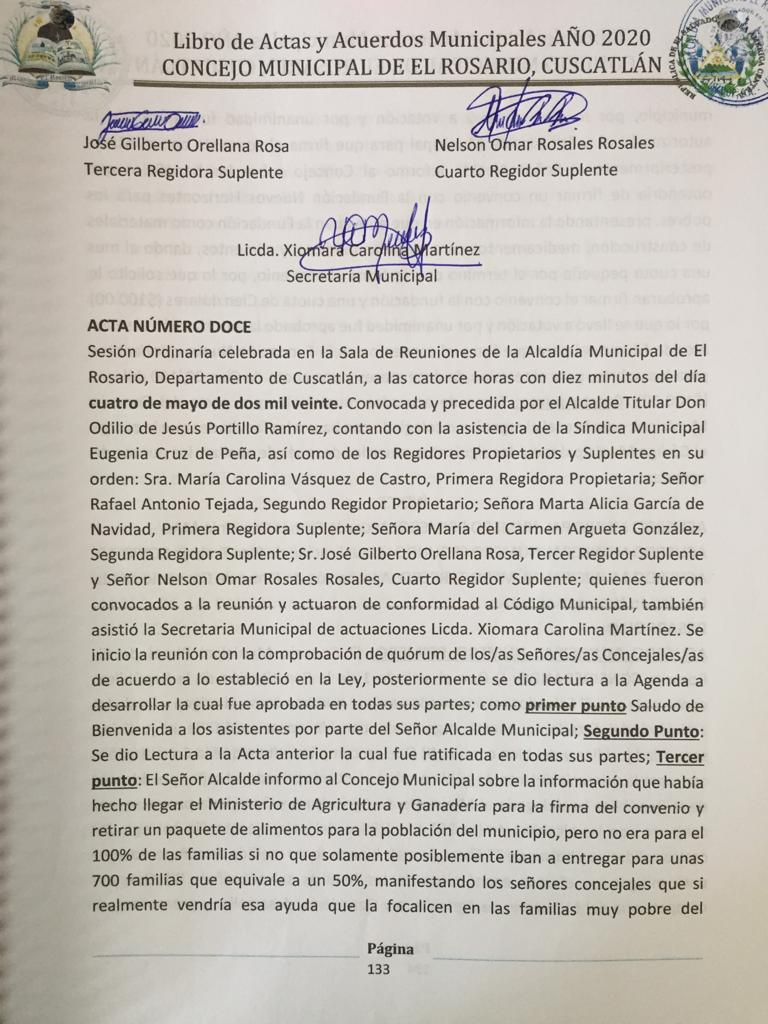 Libro de Actas y Acuerdos Municipales AÑO 2020
CONCEJO MUNICIPAL DE EL ROSARIO, CUSCATLÁN
José Gilberto Orellana Rosa
Nelson Omar Rosales Rosales
Tercera Regidora Suplente
Cuarto Regidor Suplente
Licda. Xiomara Carolina Martínez
Secretaría Municipal
ACTA NÚMERO DOCE
Sesión Ordinaría celebrada en la Sala de Reuniones de la Alcaldía Municipal de El
Rosario, Departamento de Cuscatlán, a las catorce horas con diez minutos del día
cuatro de mayo de dos mil veinte. Convocada y precedida por el Alcalde Titular Don
Odilio de Jesús Portillo Ramírez, contando con la asistencia de la Síndica Municipal
Eugenia Cruz de Peña, así como de los Regidores Propietarios y Suplentes en su
orden: Sra. María Carolina Vásquez de Castro, Primera Regidora Propietaria; Señor
Rafael Antonio Tejada, Segundo Regidor Propietario; Señora Marta Alicia García de
Navidad, Primera Regidora Suplente; Señora María del Carmen Argueta González,
Segunda Regidora Suplente; Sr. José Gilberto Orellana Rosa, Tercer Regidor Suplente
y Señor Nelson Omar Rosales Rosales, Cuarto Regidor Suplente; quienes fueron
convocados a la reunión y actuaron de conformidad al Código Municipal, también
asistió la Secretaria Municipal de actuaciones Licda. Xiomara Carolina Martínez. Se
inicio la reunión con la comprobación de quórum de los/as Señores/as Concejales/as
de acuerdo a lo estableció en la Ley, posteriormente se dio lectura a la Agenda a
desarrollar la cual fue aprobada en todas sus partes; como primer punto Saludo de
Bienvenida a los asistentes por parte del Señor Alcalde Municipal; Segundo Punto:
Se dio Lectura a la Acta anterior la cual fue ratificada en todas sus partes; Tercer
punto: El Señor Alcalde informo al Concejo Municipal sobre la información que había
hecho llegar el Ministerio de Agricultura y Ganadería para la firma del convenio y
retirar un paquete de alimentos para la población del municipio, pero no era para el
100% de las familias si no que solamente posiblemente iban a entregar para unas
700 familias que equivale a un 50%, manifestando los señores concejales que si
realmente vendría esa ayuda que la focalicen en las familias muy pobre del
Página
133